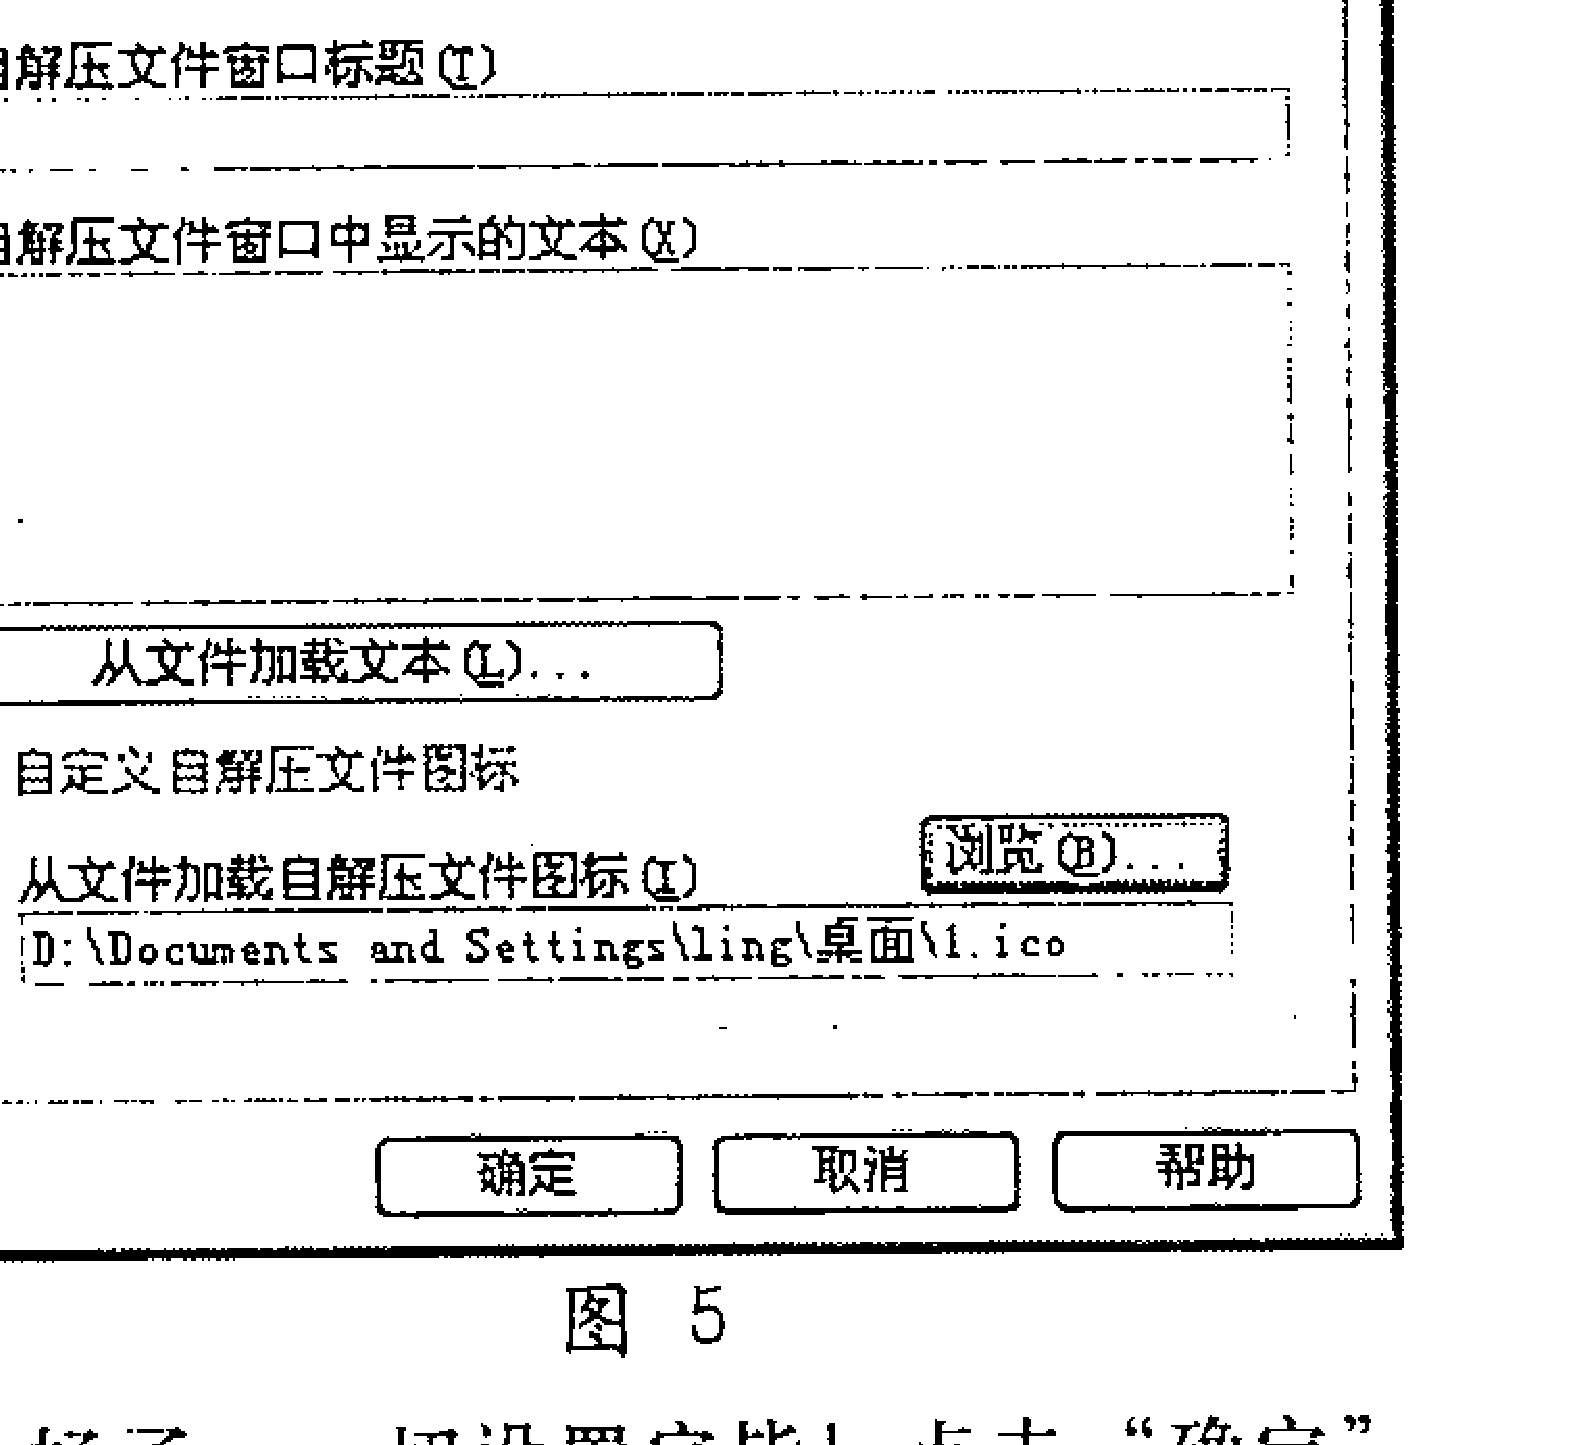 自解压文件窗口标题(T)
自解压文件窗口中显示的文本(X)
从文件加载文本(L)...
自定义自解压文件图标
浏览(B)...
从文件加载自解压文件图标(I)
D:\Documents and Settings\ling\桌面\1.ico
确定 取消 帮助
图 5